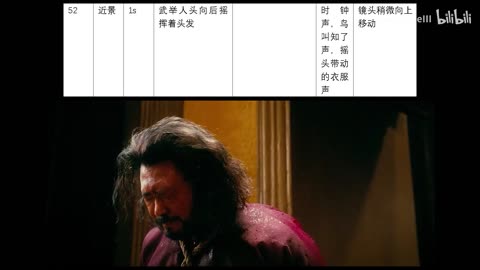 52 近景 1s 武举人头向后摇 时钟 镜头稍微向上
挥着头发 声，鸟 移动
叫知了
声，摇
头带动
的衣服
声
elll bilibili